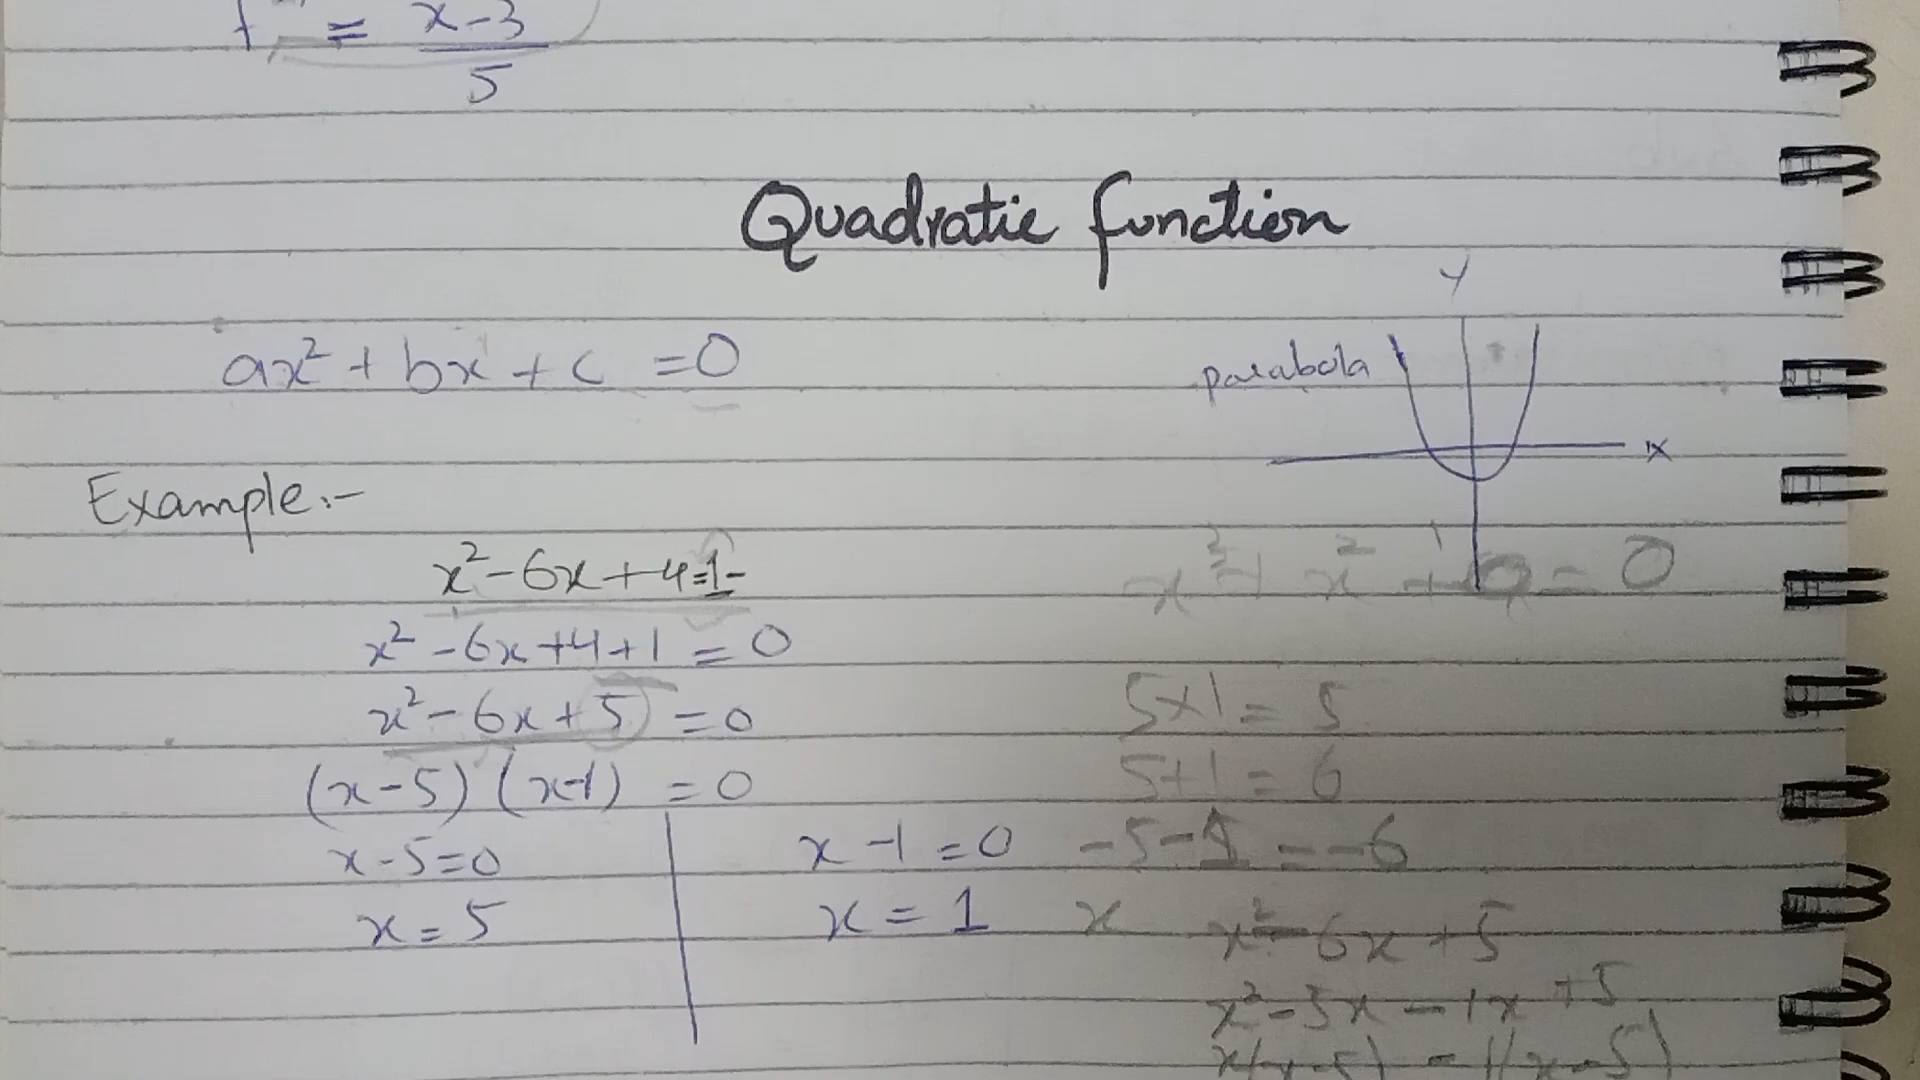 f = x-3
5
Quadratic function
y
ax² + bx + c = 0
parabola
x
Example:-
x² - 6x + 4 = 1 -
x³ + x² + = 0
x² - 6x + 4 + 1 = 0
x² - 6x + 5 = 0
5x1 = 5
(x-5) (x-1) = 0
5+1 = 6
x - 5 = 0
x - 1 = 0
-5-1 = -6
x = 5
x = 1
x
x² - 6x + 5
x² - 5x - 1x + 5
x(x-5) - 1(x-5)